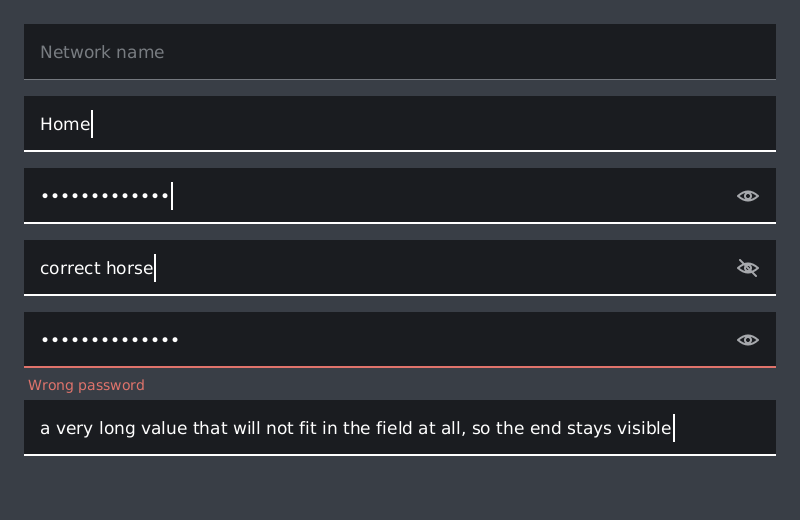 Network name
Home
•••••••••••••
correct horse
••••••••••••••
Wrong password
a very long value that will not fit in the field at all, so the end stays visible